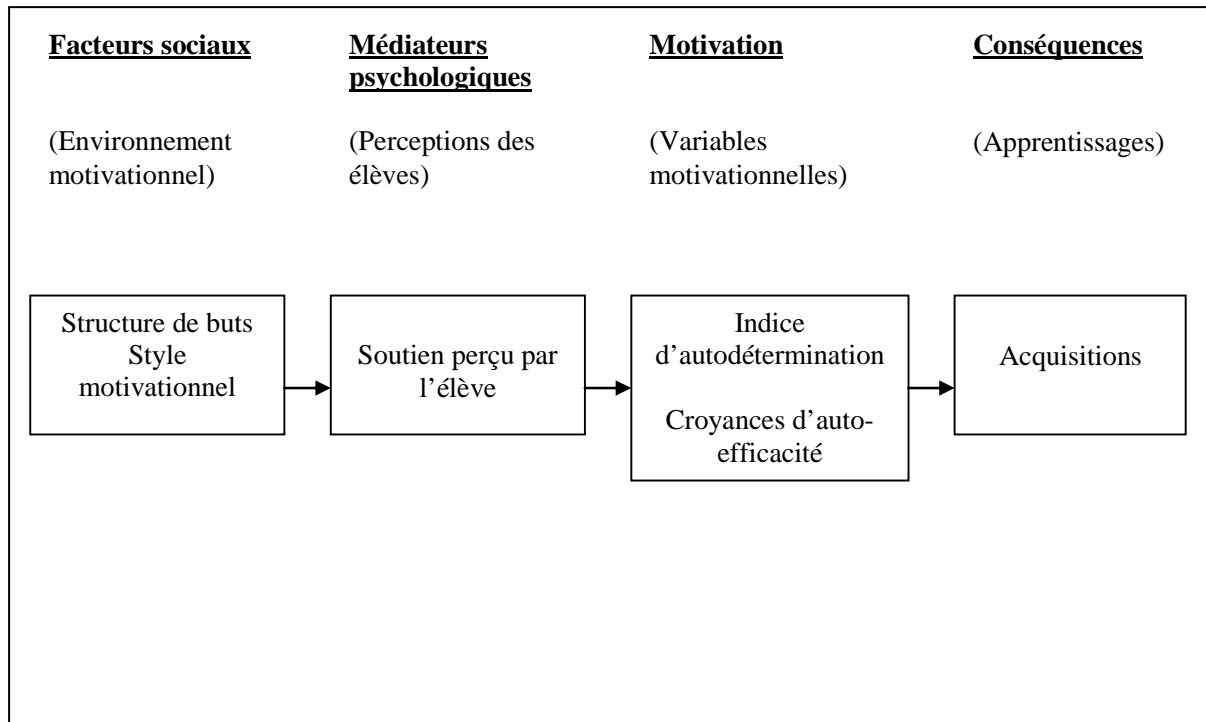 Facteurs sociaux
Médiateurs
psychologiques
Motivation
Conséquences
(Environnement
motivationnel)
(Perceptions des
élèves)
(Variables
motivationnelles)
(Apprentissages)
Structure de buts
Style
motivationnel
Soutien perçu par
l’élève
Indice
d’autodétermination
Croyances d’auto-
efficacité
Acquisitions